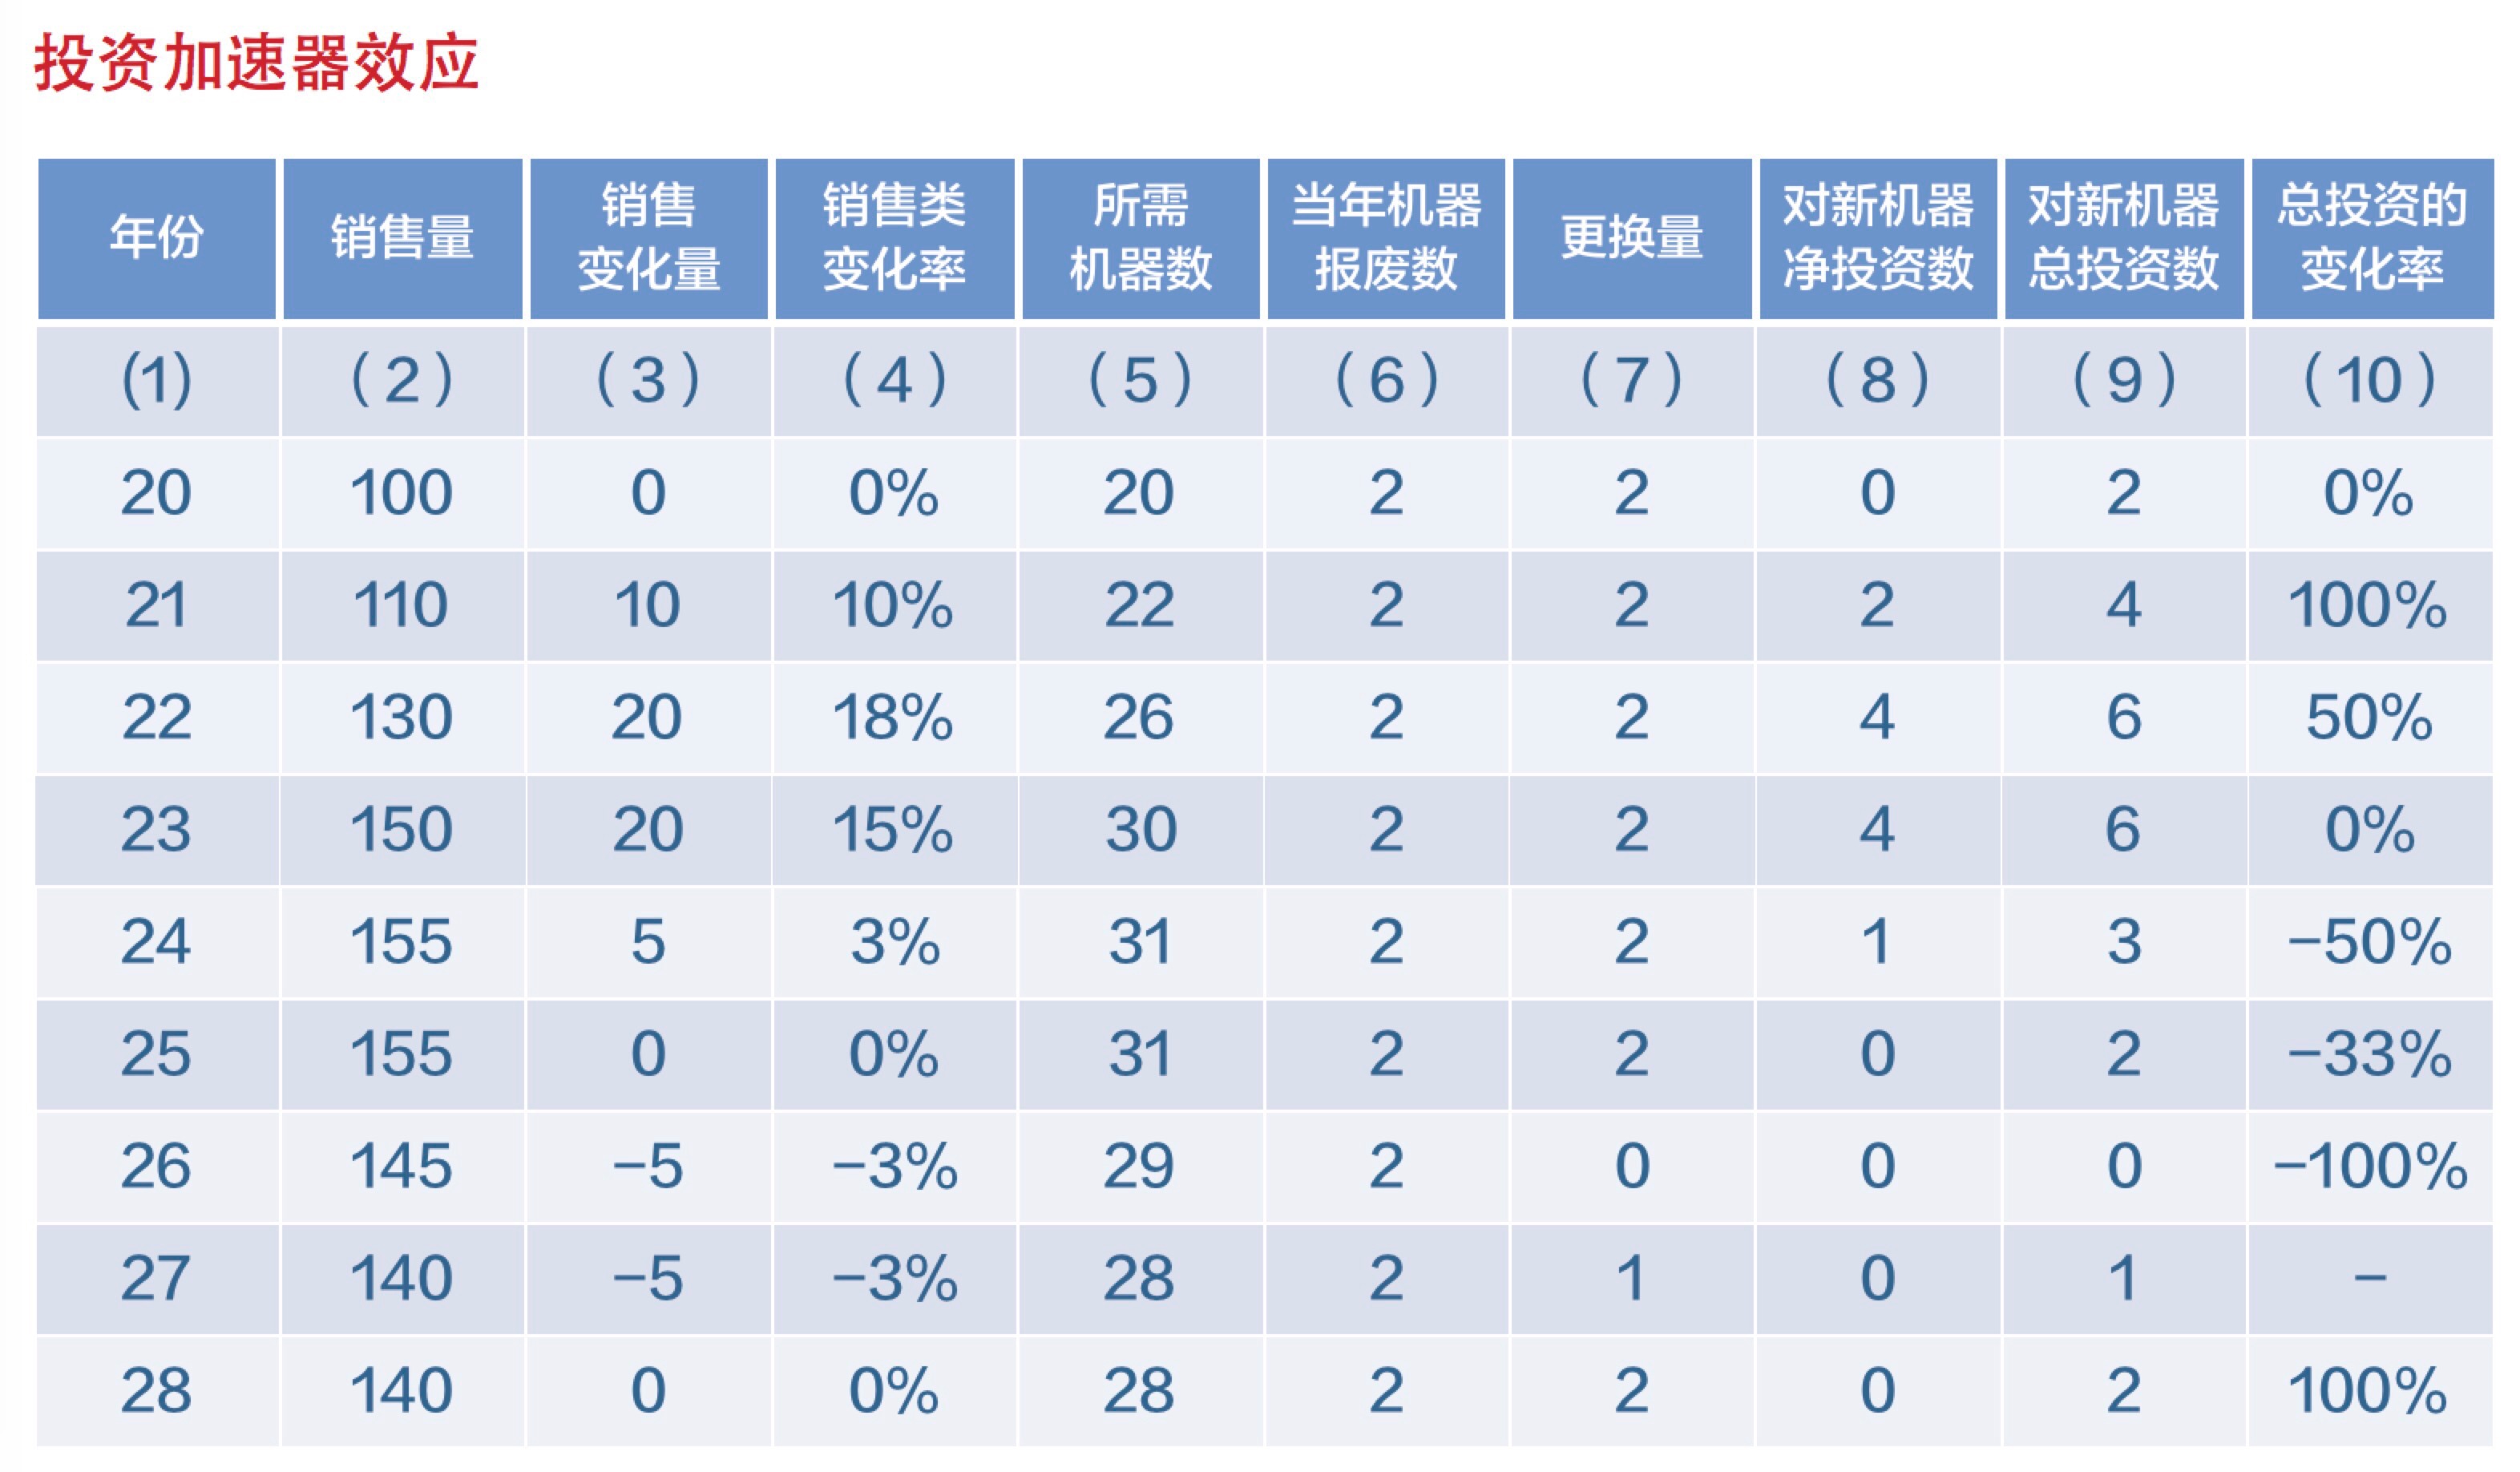 投资加速器效应
年份 销售量 销售变化量 销售类变化率 所需机器数 当年机器报废数 更换量 对新机器净投资数 对新机器总投资数 总投资的变化率
(1) （2） （3） （4） （5） （6） （7） （8） （9） （10）
20 100 0 0% 20 2 2 0 2 0%
21 110 10 10% 22 2 2 2 4 100%
22 130 20 18% 26 2 2 4 6 50%
23 150 20 15% 30 2 2 4 6 0%
24 155 5 3% 31 2 2 1 3 −50%
25 155 0 0% 31 2 2 0 2 −33%
26 145 −5 −3% 29 2 0 0 0 −100%
27 140 −5 −3% 28 2 1 0 1 −
28 140 0 0% 28 2 2 0 2 100%